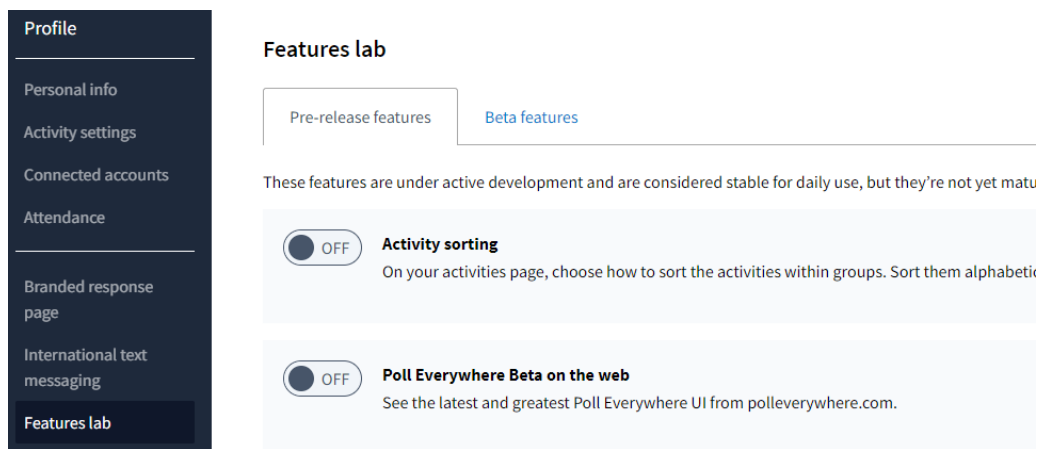 Profile
Personal info
Activity settings
Connected accounts
Attendance
Branded response
page
International text
messaging
Features lab
Features lab
Pre-release features
Beta features
These features are under active development and are considered stable for daily use, but they're not yet matu
OFF
Activity sorting
On your activities page, choose how to sort the activities within groups. Sort them alphabetic
OFF
Poll Everywhere Beta on the web
See the latest and greatest Poll Everywhere UI from polleverywhere.com.